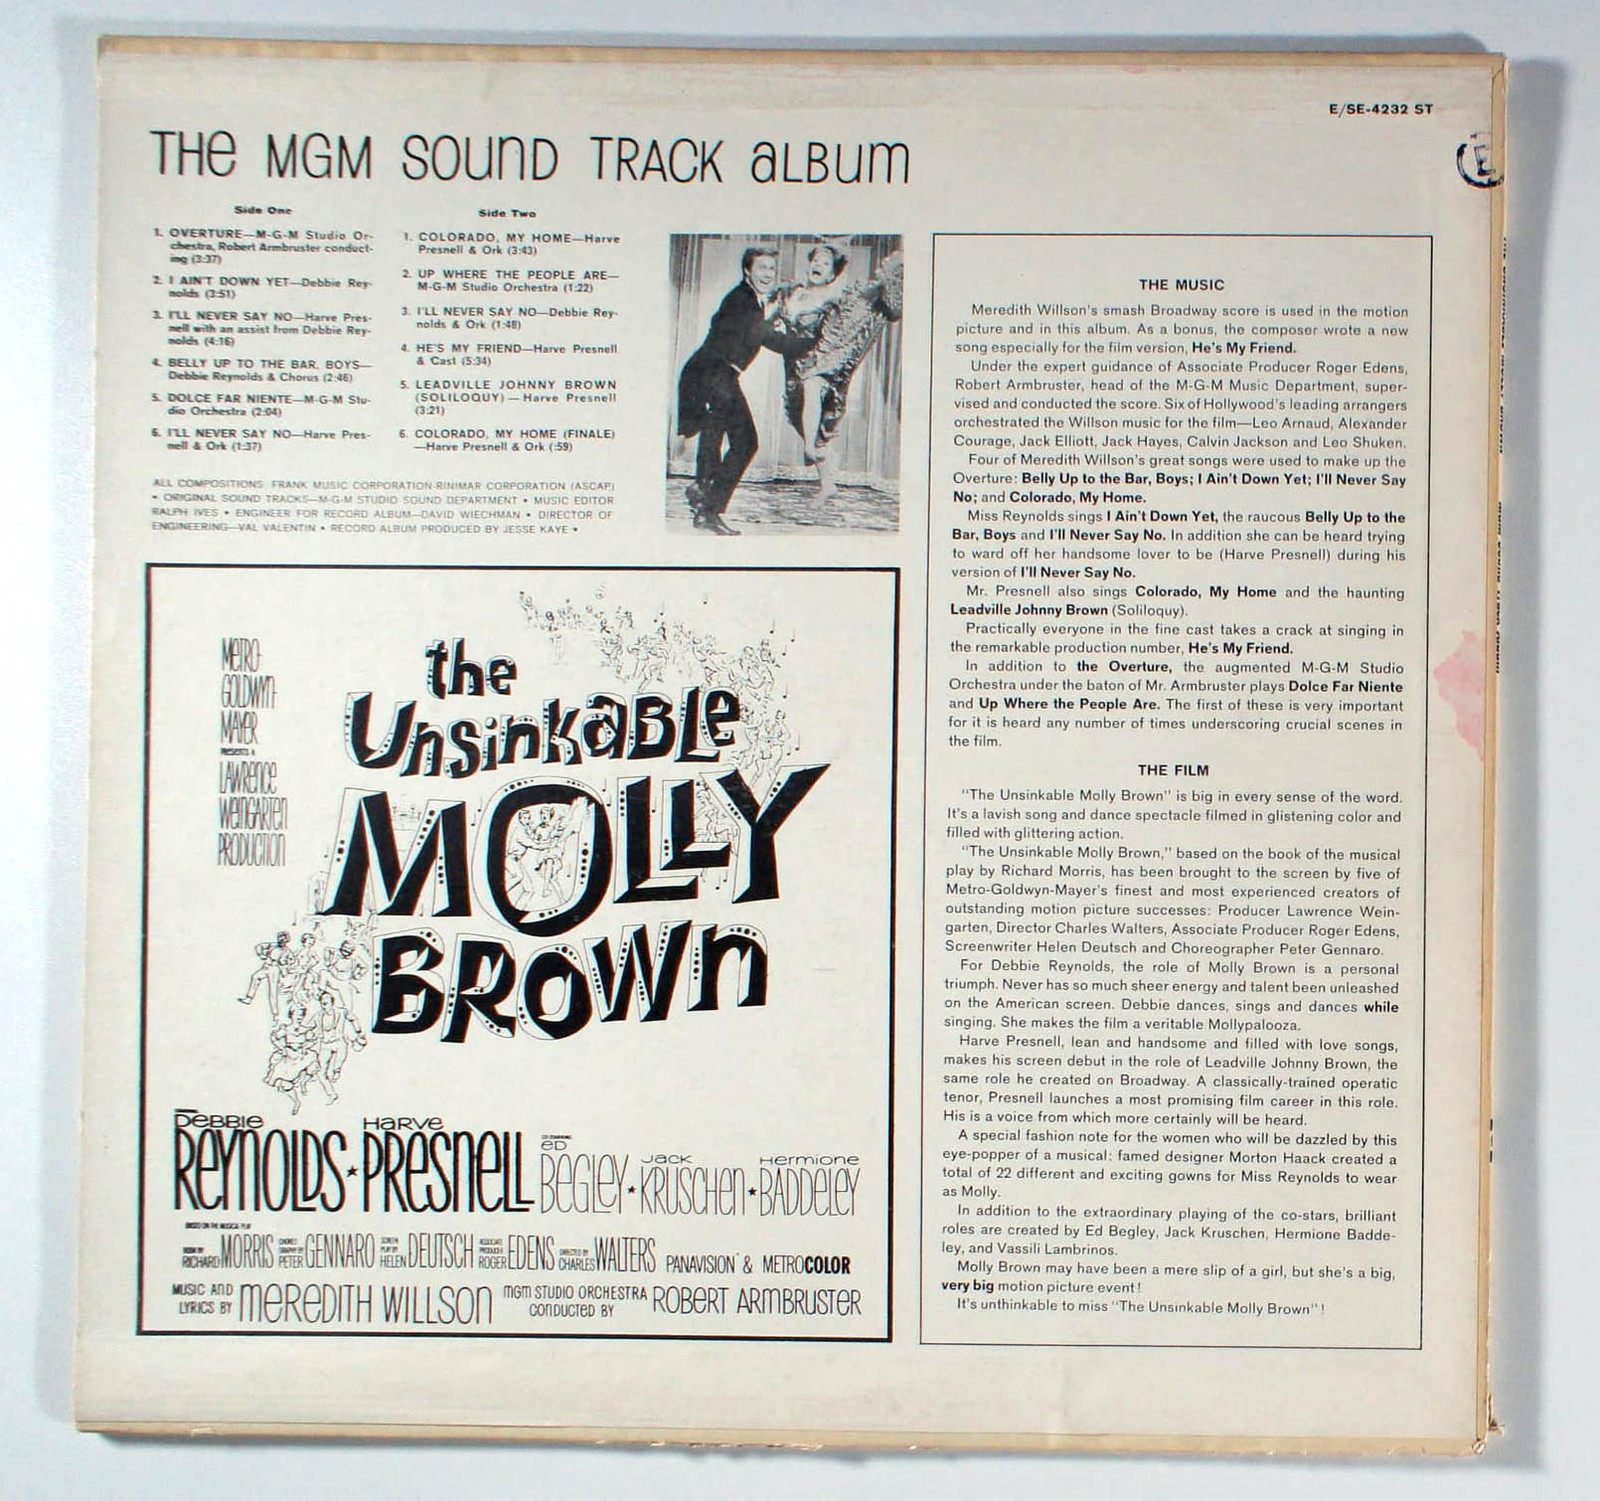 E/SE-4232 ST
E
THE MGM SOUND TRACK ALBUM
Side One
1. OVERTURE—M-G-M Studio Or-
chestra, Robert Armbruster conduct-
ing (3:37)
2. I AIN'T DOWN YET—Debbie Rey-
nolds (3:51)
3. I'LL NEVER SAY NO—Harve Pres-
nell with an assist from Debbie Rey-
nolds (4:16)
4. BELLY UP TO THE BAR, BOYS—
Debbie Reynolds & Chorus (2:46)
5. DOLCE FAR NIENTE—M-G-M Stu-
dio Orchestra (2:04)
6. I'LL NEVER SAY NO—Harve Pres-
nell & Ork (1:37)
Side Two
1. COLORADO, MY HOME—Harve
Presnell & Ork (3:43)
2. UP WHERE THE PEOPLE ARE—
M-G-M Studio Orchestra (1:22)
3. I'LL NEVER SAY NO—Debbie Rey-
nolds & Ork (1:48)
4. HE'S MY FRIEND—Harve Presnell
& Cast (5:34)
5. LEADVILLE JOHNNY BROWN
(SOLILOQUY) — Harve Presnell
(3:21)
6. COLORADO, MY HOME (FINALE)
—Harve Presnell & Ork (:59)
ALL COMPOSITIONS FRANK MUSIC CORPORATION-RINIMAR CORPORATION (ASCAP)
• ORIGINAL SOUND TRACKS—M-G-M STUDIO SOUND DEPARTMENT • MUSIC EDITOR
RALPH IVES • ENGINEER FOR RECORD ALBUM—DAVID WIECHMAN • DIRECTOR OF
ENGINEERING—VAL VALENTIN • RECORD ALBUM PRODUCED BY JESSE KAYE •
METRO
GOLDWYN
MAYER
PRESENTS A
LAWRENCE
WEINGARTEN
PRODUCTION
the
Unsinkable
MOLLY
BROWN
DEBBIE
REYNOLDS ★
HARVE
PRESNELL
CO-STARRING
ED
BEGLEY ★
JACK
KRUSCHEN ★
HERMIONE
BADDELEY
BASED ON THE MUSICAL PLAY
BOOK BY RICHARD MORRIS CHOREOGRAPHY BY PETER GENNARO SCREEN PLAY BY HELEN DEUTSCH ASSOCIATE PRODUCER ROGER EDENS DIRECTED BY CHARLES WALTERS PANAVISION & METROCOLOR
MUSIC AND LYRICS BY MEREDITH WILLSON MGM STUDIO ORCHESTRA CONDUCTED BY ROBERT ARMBRUSTER
THE MUSIC
Meredith Willson's smash Broadway score is used in the motion
picture and in this album. As a bonus, the composer wrote a new
song especially for the film version, He's My Friend.
Under the expert guidance of Associate Producer Roger Edens,
Robert Armbruster, head of the M-G-M Music Department, super-
vised and conducted the score. Six of Hollywood's leading arrangers
orchestrated the Willson music for the film—Leo Arnaud, Alexander
Courage, Jack Elliott, Jack Hayes, Calvin Jackson and Leo Shuken.
Four of Meredith Willson's great songs were used to make up the
Overture: Belly Up to the Bar, Boys; I Ain't Down Yet; I'll Never Say
No; and Colorado, My Home.
Miss Reynolds sings I Ain't Down Yet, the raucous Belly Up to the
Bar, Boys and I'll Never Say No. In addition she can be heard trying
to ward off her handsome lover to be (Harve Presnell) during his
version of I'll Never Say No.
Mr. Presnell also sings Colorado, My Home and the haunting
Leadville Johnny Brown (Soliloquy).
Practically everyone in the fine cast takes a crack at singing in
the remarkable production number, He's My Friend.
In addition to the Overture, the augmented M-G-M Studio
Orchestra under the baton of Mr. Armbruster plays Dolce Far Niente
and Up Where the People Are. The first of these is very important
for it is heard any number of times underscoring crucial scenes in
the film.
THE FILM
"The Unsinkable Molly Brown" is big in every sense of the word.
It's a lavish song and dance spectacle filmed in glistening color and
filled with glittering action.
"The Unsinkable Molly Brown," based on the book of the musical
play by Richard Morris, has been brought to the screen by five of
Metro-Goldwyn-Mayer's finest and most experienced creators of
outstanding motion picture successes: Producer Lawrence Wein-
garten, Director Charles Walters, Associate Producer Roger Edens,
Screenwriter Helen Deutsch and Choreographer Peter Gennaro.
For Debbie Reynolds, the role of Molly Brown is a personal
triumph. Never has so much sheer energy and talent been unleashed
on the American screen. Debbie dances, sings and dances while
singing. She makes the film a veritable Mollypalooza.
Harve Presnell, lean and handsome and filled with love songs,
makes his screen debut in the role of Leadville Johnny Brown, the
same role he created on Broadway. A classically-trained operatic
tenor, Presnell launches a most promising film career in this role.
His is a voice from which more certainly will be heard.
A special fashion note for the women who will be dazzled by this
eye-popper of a musical: famed designer Morton Haack created a
total of 22 different and exciting gowns for Miss Reynolds to wear
as Molly.
In addition to the extraordinary playing of the co-stars, brilliant
roles are created by Ed Begley, Jack Kruschen, Hermione Badde-
ley, and Vassili Lambrinos.
Molly Brown may have been a mere slip of a girl, but she's a big,
very big motion picture event!
It's unthinkable to miss "The Unsinkable Molly Brown"!